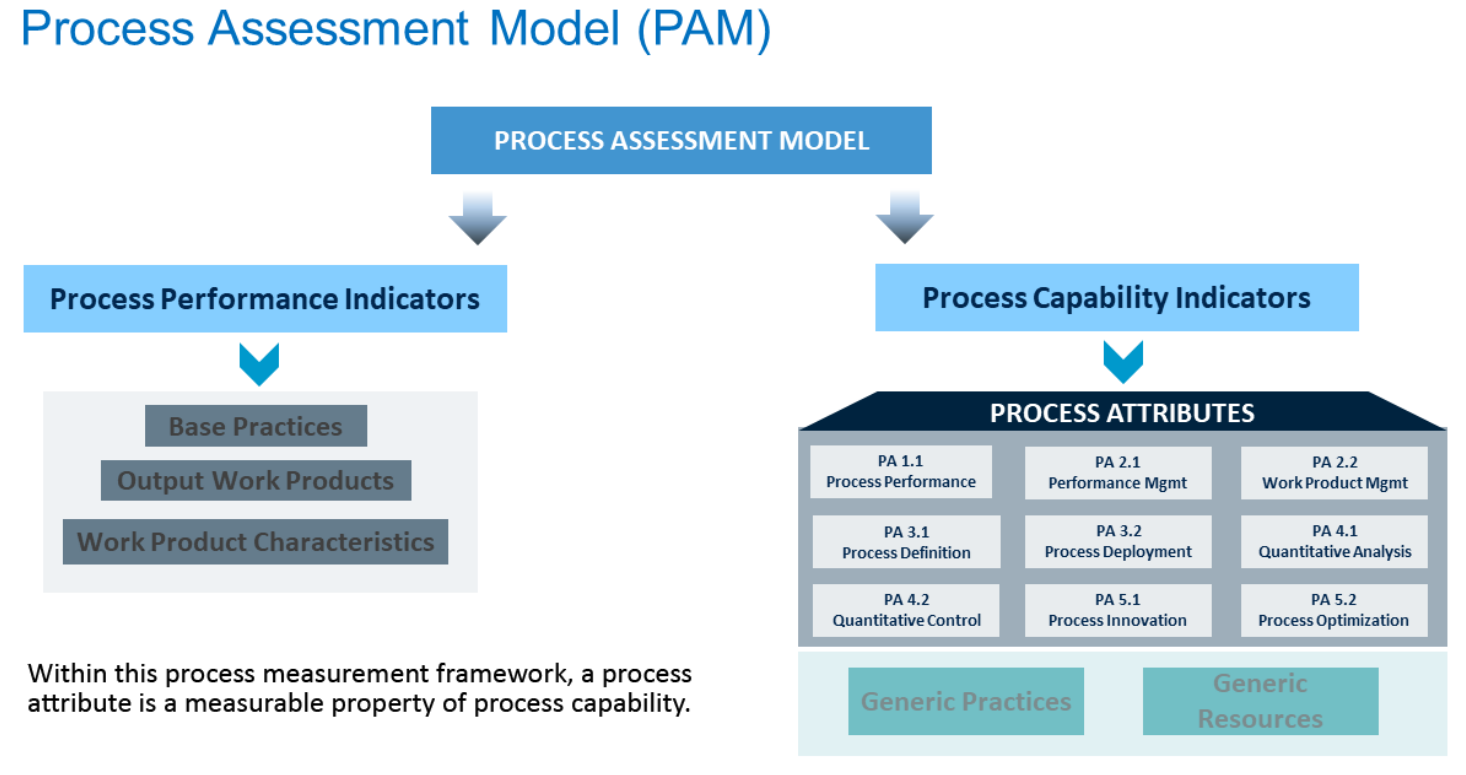 Process Assessment Model (PAM)
PROCESS ASSESSMENT MODEL
Process Performance Indicators
Process Capability Indicators
Base Practices
Output Work Products
Work Product Characteristics
PROCESS ATTRIBUTES
PA 1.1
Process Performance
PA 2.1
Performance Mgmt
PA 2.2
Work Product Mgmt
PA 3.1
Process Definition
PA 3.2
Process Deployment
PA 4.1
Quantitative Analysis
PA 4.2
Quantitative Control
PA 5.1
Process Innovation
PA 5.2
Process Optimization
Generic Practices
Generic
Resources
Within this process measurement framework, a process
attribute is a measurable property of process capability.